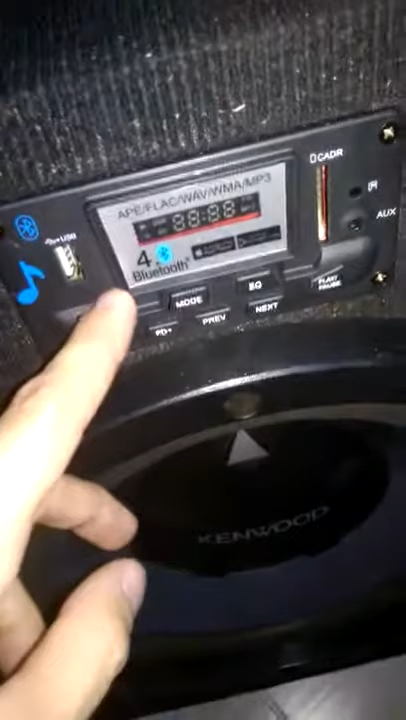 DCADR
APE/FLAC/WAV/WMA/MP3
USB
88:88
AUX
4.
Bluetooth®
MODE
EQ
PLAY/
PAUSE
FD+
PREV
NEXT
KENWOOD